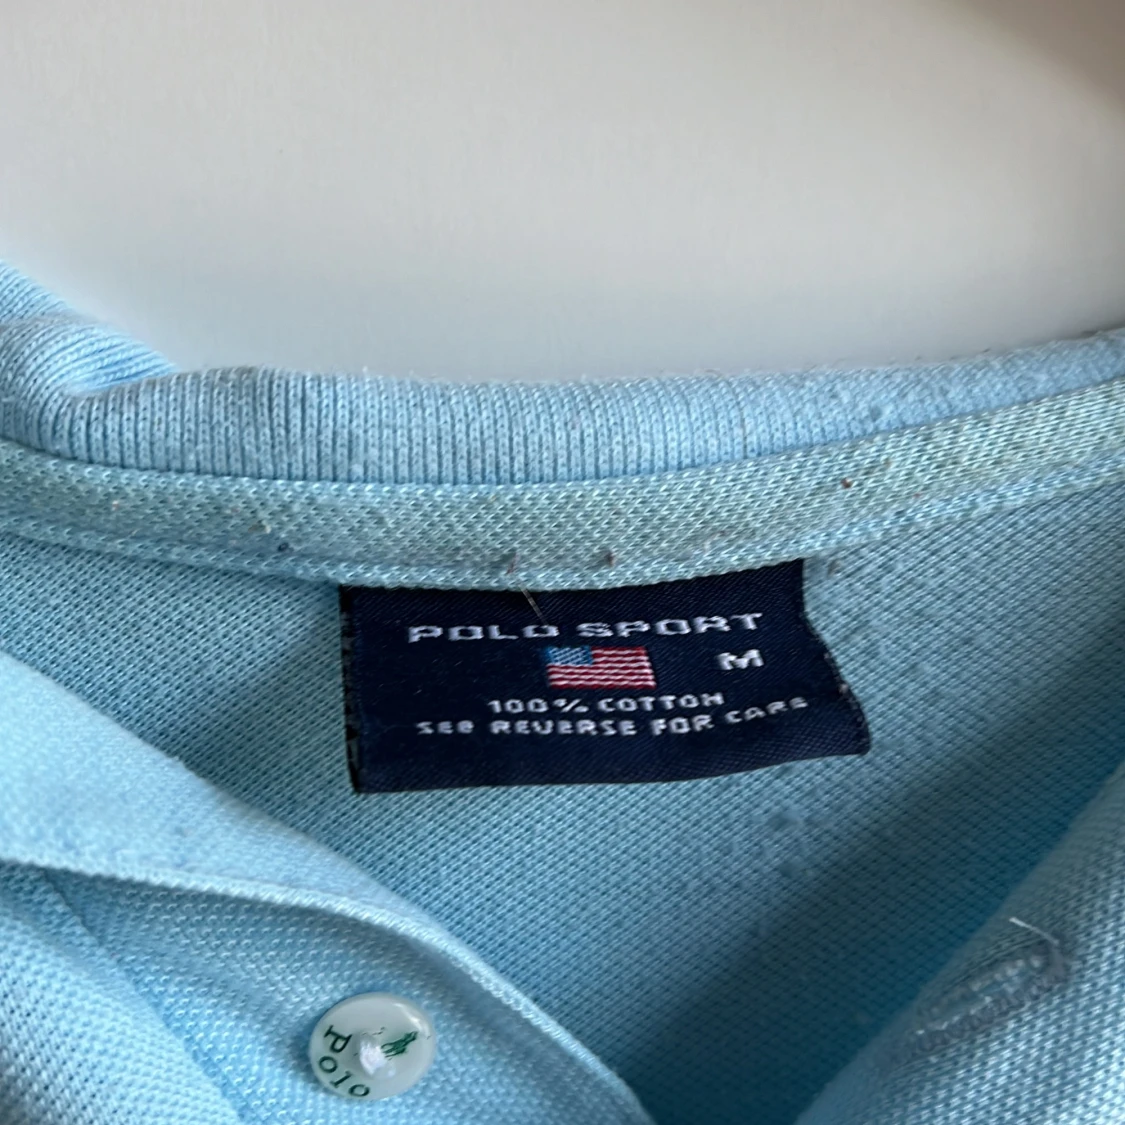 POLO SPORT
M
100% COTTON
SEE REVERSE FOR CARE
Polo